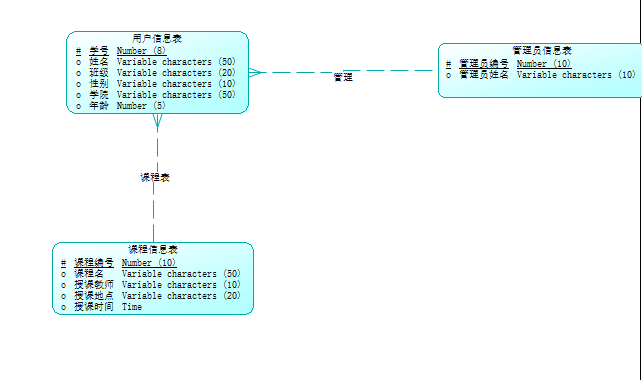 用户信息表
# 学号 Number (8)
o 姓名 Variable characters (50)
o 班级 Variable characters (20)
o 性别 Variable characters (10)
o 学院 Variable characters (50)
o 年龄 Number (5)
管理员信息表
# 管理员编号 Number (10)
o 管理员姓名 Variable characters (10)
管理
课程表
课程信息表
# 课程编号 Number (10)
o 课程名 Variable characters (50)
o 授课教师 Variable characters (10)
o 授课地点 Variable characters (20)
o 授课时间 Time